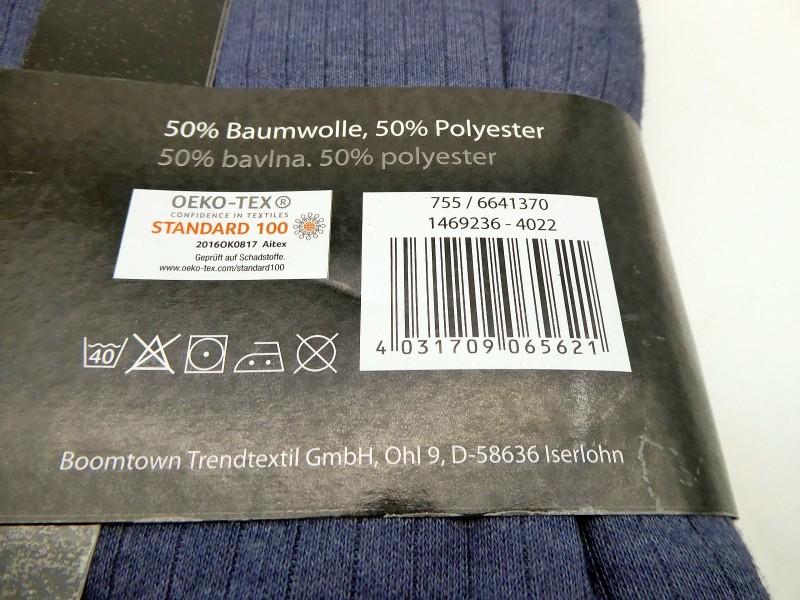 50% Baumwolle, 50% Polyester
50% bavlna. 50% polyester
OEKO-TEX®
CONFIDENCE IN TEXTILES
STANDARD 100
2016OK0817 Aitex
Geprüft auf Schadstoffe.
www.oeko-tex.com/standard100
755 / 6641370
1469236 - 4022
4 031709 065621
40
Boomtown Trendtextil GmbH, Ohl 9, D-58636 Iserlohn